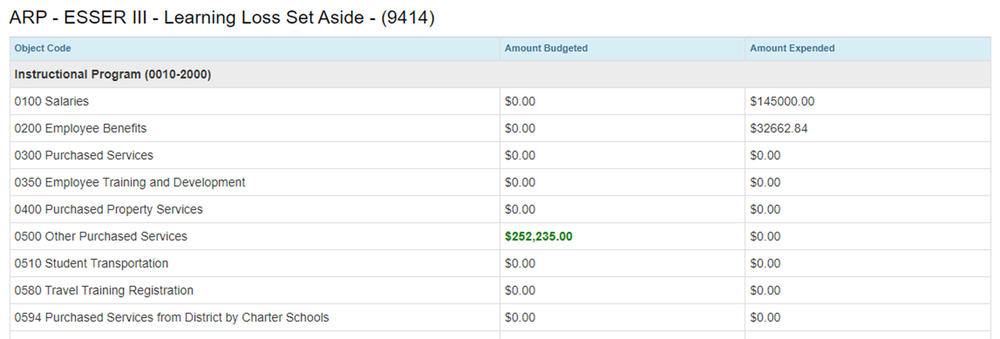 ARP - ESSER III - Learning Loss Set Aside - (9414)
Object Code Amount Budgeted Amount Expended
Instructional Program (0010-2000)
0100 Salaries $0.00 $145000.00
0200 Employee Benefits $0.00 $32662.84
0300 Purchased Services $0.00 $0.00
0350 Employee Training and Development $0.00 $0.00
0400 Purchased Property Services $0.00 $0.00
0500 Other Purchased Services $252,235.00 $0.00
0510 Student Transportation $0.00 $0.00
0580 Travel Training Registration $0.00 $0.00
0594 Purchased Services from District by Charter Schools $0.00 $0.00